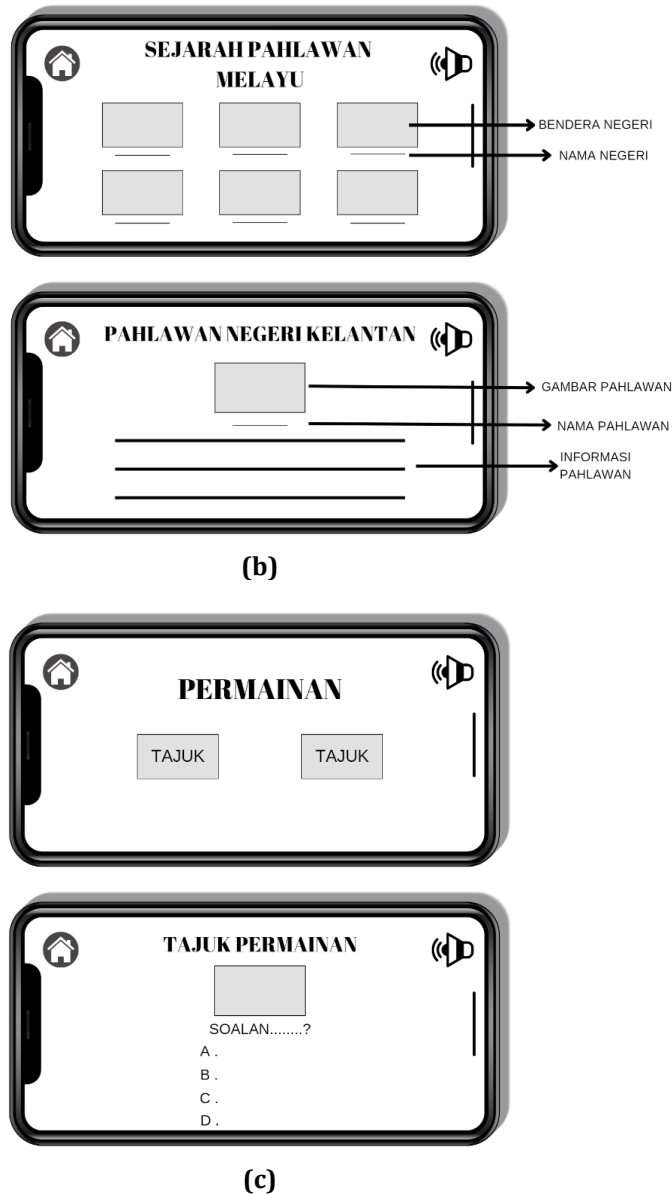 SEJARAH PAHLAWAN
MELAYU
BENDERA NEGERI
NAMA NEGERI
PAHLAWAN NEGERI KELANTAN
GAMBAR PAHLAWAN
NAMA PAHLAWAN
INFORMASI
PAHLAWAN
(b)
PERMAINAN
TAJUK TAJUK
TAJUK PERMAINAN
SOALAN........?
A .
B .
C .
D .
(c)